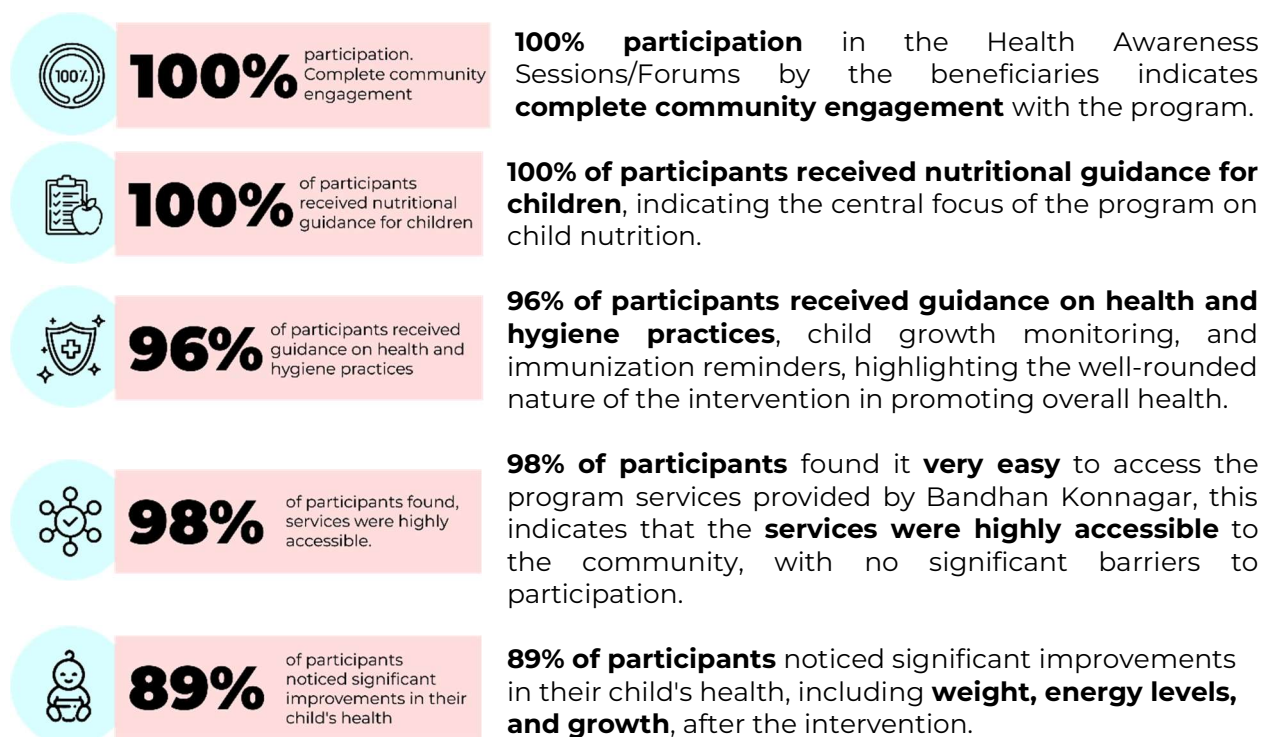 100%
100%
participation.
Complete community
engagement
100% participation in the Health Awareness
Sessions/Forums by the beneficiaries indicates
complete community engagement with the program.
100%
of participants
received nutritional
guidance for children
100% of participants received nutritional guidance for
children, indicating the central focus of the program on
child nutrition.
96%
of participants received
guidance on health and
hygiene practices
96% of participants received guidance on health and
hygiene practices, child growth monitoring, and
immunization reminders, highlighting the well-rounded
nature of the intervention in promoting overall health.
98%
of participants found,
services were highly
accessible.
98% of participants found it very easy to access the
program services provided by Bandhan Konnagar, this
indicates that the services were highly accessible to
the community, with no significant barriers to
participation.
89%
of participants
noticed significant
improvements in their
child's health
89% of participants noticed significant improvements
in their child's health, including weight, energy levels,
and growth, after the intervention.